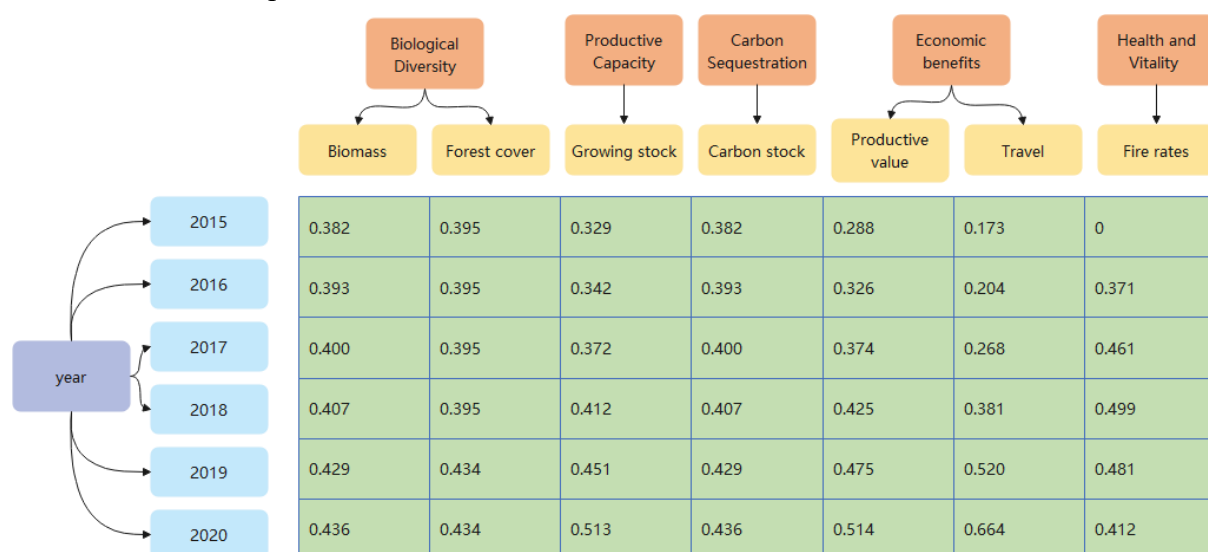 Biological
Diversity
Productive
Capacity
Carbon
Sequestration
Economic
benefits
Health and
Vitality
Biomass
Forest cover
Growing stock
Carbon stock
Productive
value
Travel
Fire rates
year
2015
0.382
0.395
0.329
0.382
0.288
0.173
0
2016
0.393
0.395
0.342
0.393
0.326
0.204
0.371
2017
0.400
0.395
0.372
0.400
0.374
0.268
0.461
2018
0.407
0.395
0.412
0.407
0.425
0.381
0.499
2019
0.429
0.434
0.451
0.429
0.475
0.520
0.481
2020
0.436
0.434
0.513
0.436
0.514
0.664
0.412